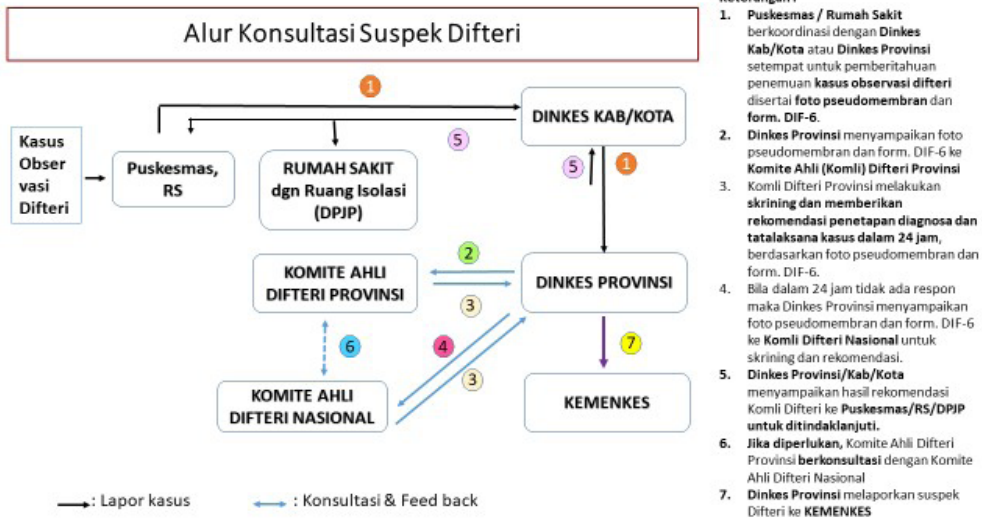 Alur Konsultasi Suspek Difteri
1
Kasus
Obser
vasi
Difteri
Puskesmas,
RS
RUMAH SAKIT
dgn Ruang Isolasi
(DPJP)
5
DINKES KAB/KOTA
5
1
KOMITE AHLI
DIFTERI PROVINSI
2
3
DINKES PROVINSI
6
4
3
7
KOMITE AHLI
DIFTERI NASIONAL
KEMENKES
: Lapor kasus
: Konsultasi & Feed back
Keterangan :
1. Puskesmas / Rumah Sakit
berkoordinasi dengan Dinkes
Kab/Kota atau Dinkes Provinsi
setempat untuk pemberitahuan
penemuan kasus observasi difteri
disertai foto pseudomembran dan
form. DIF-6.
2. Dinkes Provinsi menyampaikan foto
pseudomembran dan form. DIF-6 ke
Komite Ahli (Komli) Difteri Provinsi
3. Komli Difteri Provinsi melakukan
skrining dan memberikan
rekomendasi penetapan diagnosa dan
tatalaksana kasus dalam 24 jam,
berdasarkan foto pseudomembran dan
form. DIF-6.
4. Bila dalam 24 jam tidak ada respon
maka Dinkes Provinsi menyampaikan
foto pseudomembran dan form. DIF-6
ke Komli Difteri Nasional untuk
skrining dan rekomendasi.
5. Dinkes Provinsi/Kab/Kota
menyampaikan hasil rekomendasi
Komli Difteri ke Puskesmas/RS/DPJP
untuk ditindaklanjuti.
6. Jika diperlukan, Komite Ahli Difteri
Provinsi berkonsultasi dengan Komite
Ahli Difteri Nasional
7. Dinkes Provinsi melaporkan suspek
Difteri ke KEMENKES